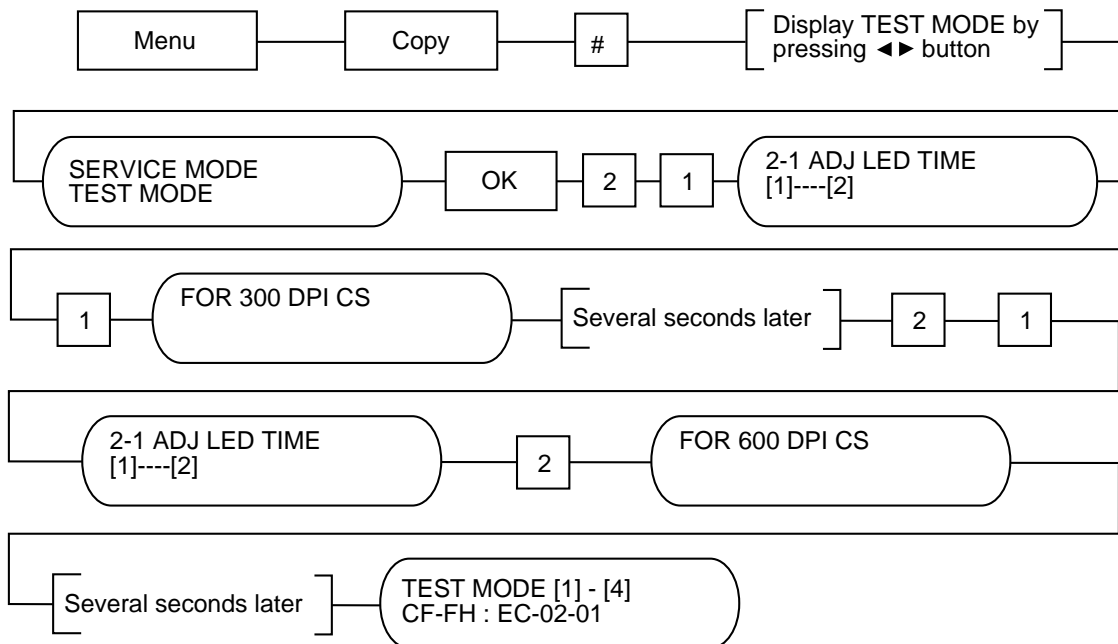 Menu
Copy
#
Display TEST MODE by
pressing ◄► button
SERVICE MODE
TEST MODE
OK
2
1
2-1 ADJ LED TIME
[1]----[2]
1
FOR 300 DPI CS
Several seconds later
2
1
2-1 ADJ LED TIME
[1]----[2]
2
FOR 600 DPI CS
Several seconds later
TEST MODE [1] - [4]
CF-FH : EC-02-01